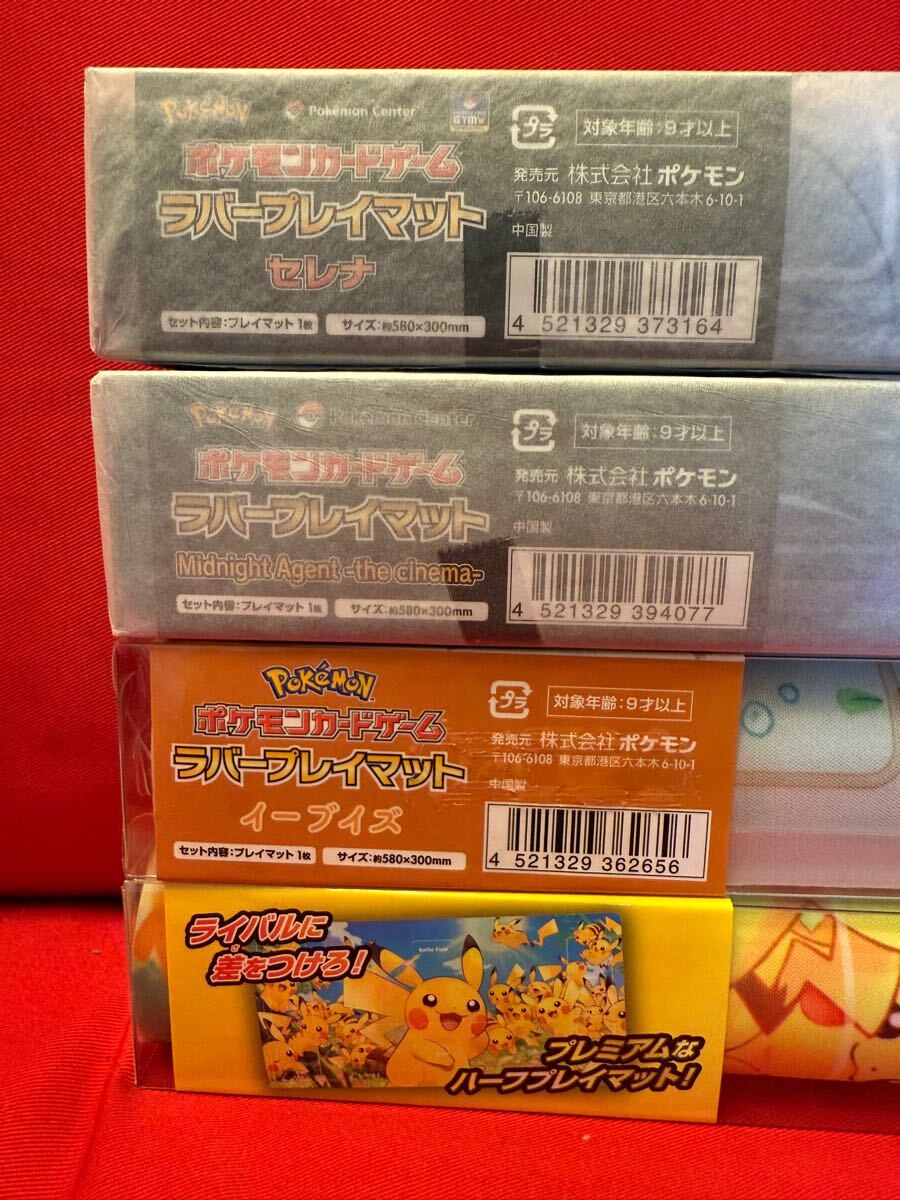 Pokémon
Pokémon Center
GYM
ポケモンカードゲーム
ラバープレイマット
セレナ
セット内容:プレイマット1枚
サイズ:約580×300mm
プラ
対象年齢:9才以上
発売元 株式会社ポケモン
〒106-6108 東京都港区六本木6-10-1
中国製
4 521329 373164
Pokémon
Pokémon Center
ポケモンカードゲーム
ラバープレイマット
Midnight Agent -the cinema-
セット内容:プレイマット1枚
サイズ:約580×300mm
プラ
対象年齢:9才以上
発売元 株式会社ポケモン
〒106-6108 東京都港区六本木6-10-1
中国製
4 521329 394077
POKéMON
ポケモンカードゲーム
ラバープレイマット
イーブイズ
セット内容:プレイマット1枚
サイズ:約580×300mm
プラ
対象年齢:9才以上
発売元 株式会社ポケモン
〒106-6108 東京都港区六本木6-10-1
中国製
4 521329 362656
ライバルに
差をつけろ!
Battle Field
プレミアムな
ハーフプレイマット!